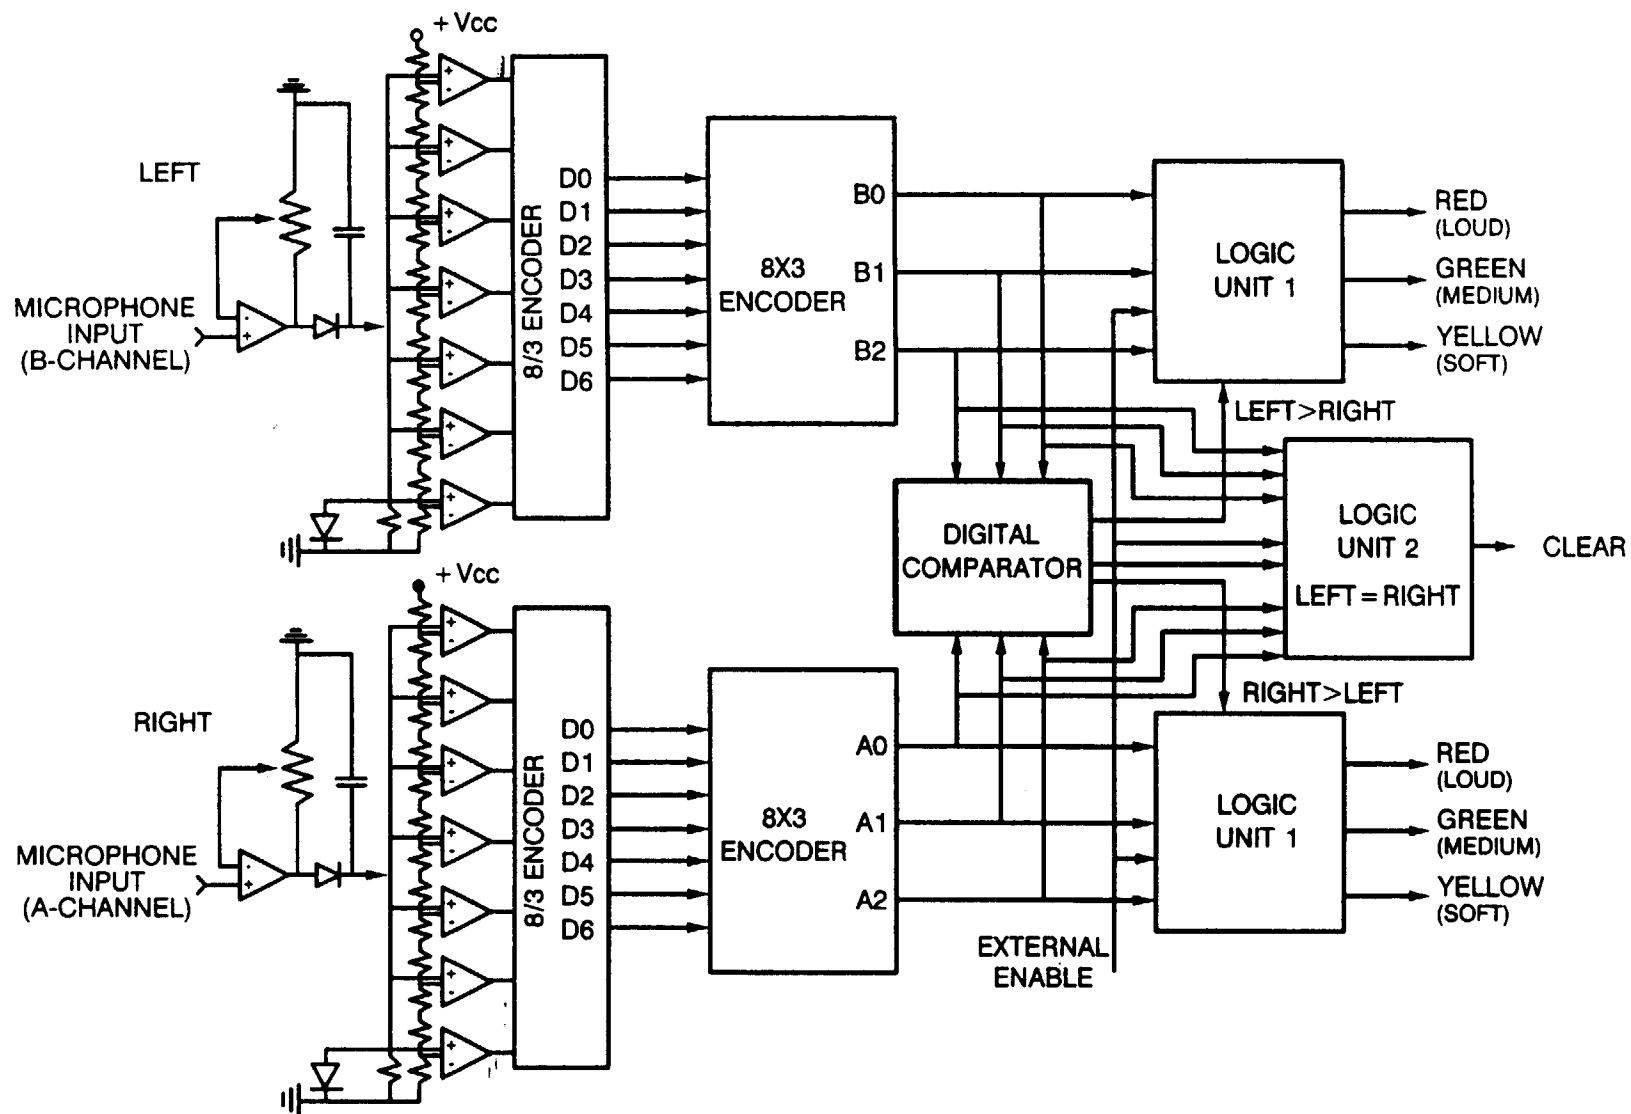 + Vcc
LEFT
MICROPHONE
INPUT
(B-CHANNEL)
+
-
+
-
+
-
+
-
+
-
+
-
+
-
-
+
8/3 ENCODER
D0
D1
D2
D3
D4
D5
D6
8X3
ENCODER
B0
B1
B2
LOGIC
UNIT 1
RED
(LOUD)
GREEN
(MEDIUM)
YELLOW
(SOFT)
LEFT>RIGHT
DIGITAL
COMPARATOR
LOGIC
UNIT 2
LEFT=RIGHT
CLEAR
RIGHT>LEFT
+ Vcc
RIGHT
MICROPHONE
INPUT
(A-CHANNEL)
+
-
+
-
+
-
+
-
+
-
+
-
+
-
-
+
8/3 ENCODER
D0
D1
D2
D3
D4
D5
D6
8X3
ENCODER
A0
A1
A2
LOGIC
UNIT 1
RED
(LOUD)
GREEN
(MEDIUM)
YELLOW
(SOFT)
EXTERNAL
ENABLE